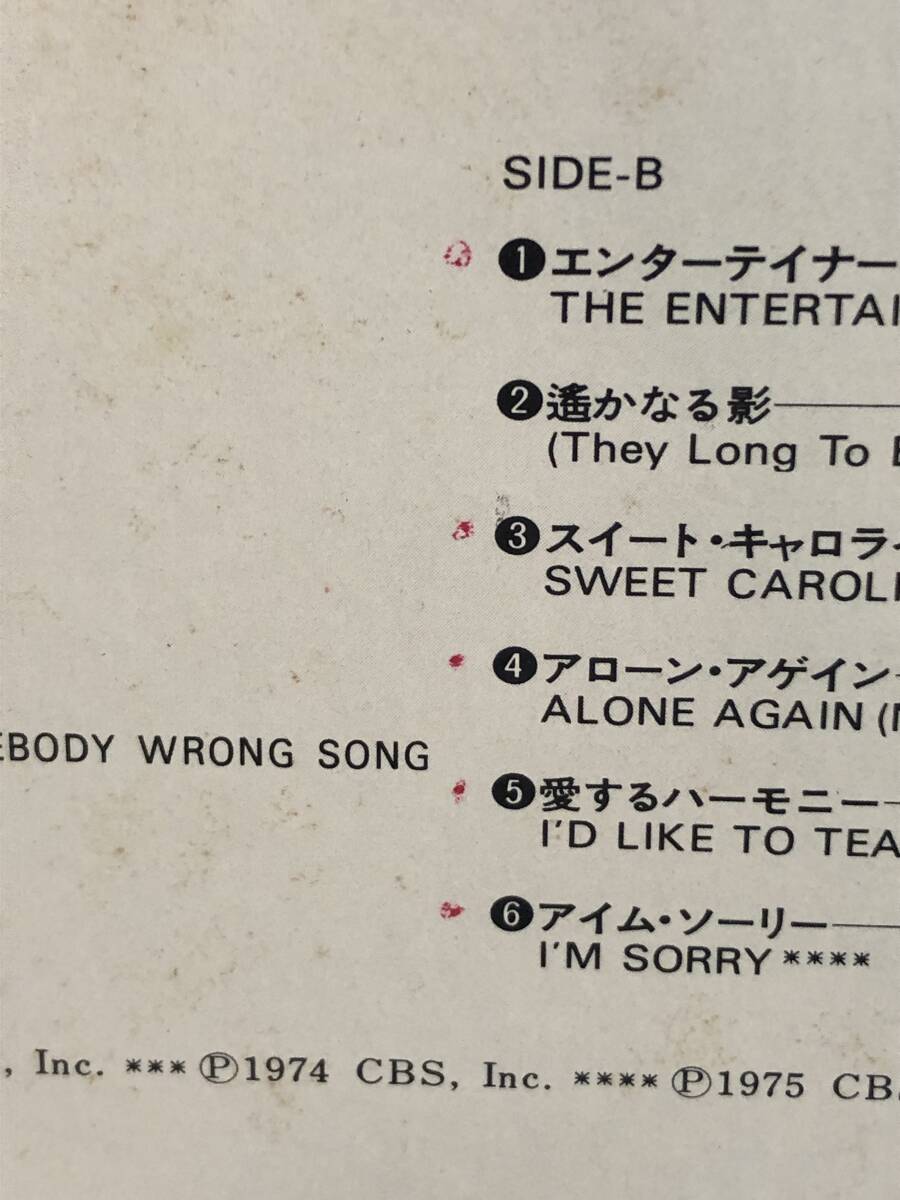 SIDE-B
❶エンターテイナー
THE ENTERTAI
❷遙かなる影
(They Long To
❸スイート・キャロライ
SWEET CAROLI
❹アローン・アゲイン
ALONE AGAIN (
EBODY WRONG SONG
❺愛するハーモニー
I'D LIKE TO TEA
❻アイム・ソーリー
I'M SORRY ****
, Inc. *** Ⓟ1974 CBS, Inc. **** Ⓟ1975 CB